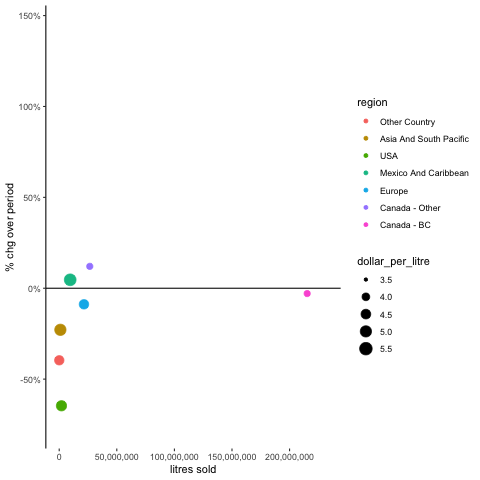 150%
100%
50%
0%
-50%
% chg over period
0
50,000,000
100,000,000
150,000,000
200,000,000
litres sold
region
Other Country
Asia And South Pacific
USA
Mexico And Caribbean
Europe
Canada - Other
Canada - BC
dollar_per_litre
3.5
4.0
4.5
5.0
5.5